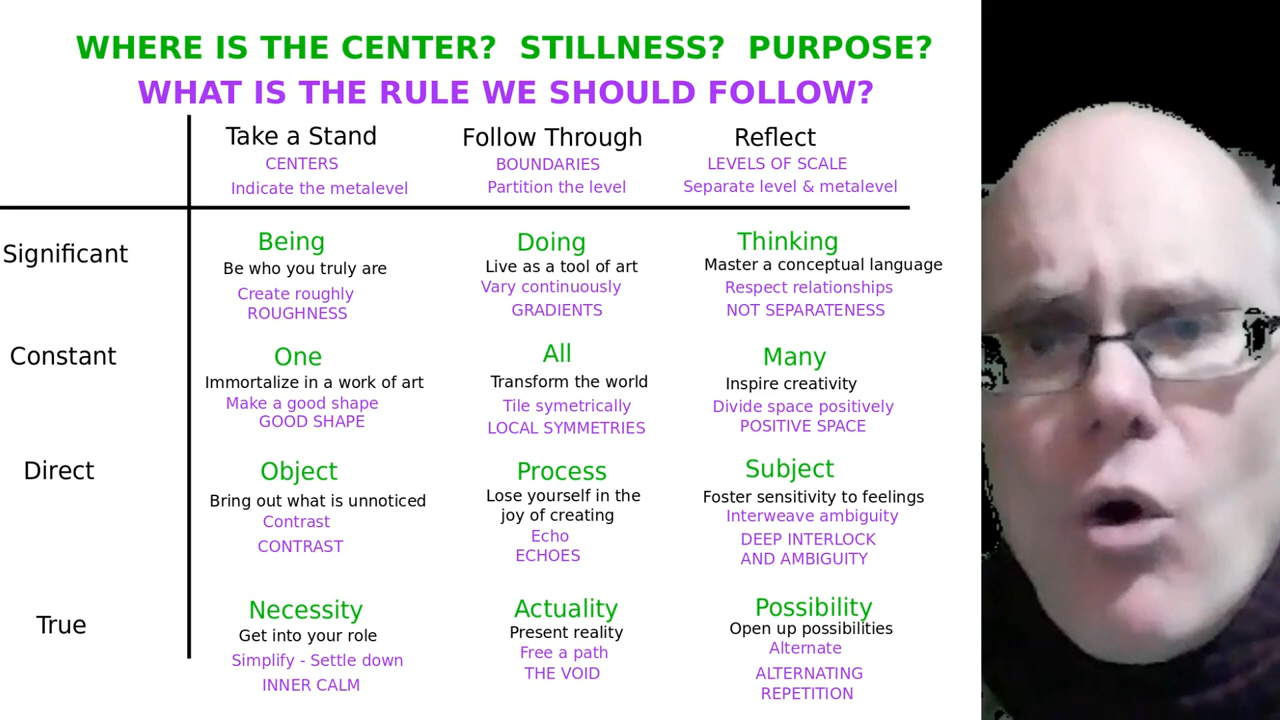 WHERE IS THE CENTER? STILLNESS? PURPOSE?
WHAT IS THE RULE WE SHOULD FOLLOW?
Take a Stand
CENTERS
Indicate the metalevel
Follow Through
BOUNDARIES
Partition the level
Reflect
LEVELS OF SCALE
Separate level & metalevel
Significant
Being
Be who you truly are
Create roughly
ROUGHNESS
Doing
Live as a tool of art
Vary continuously
GRADIENTS
Thinking
Master a conceptual language
Respect relationships
NOT SEPARATENESS
Constant
One
Immortalize in a work of art
Make a good shape
GOOD SHAPE
All
Transform the world
Tile symetrically
LOCAL SYMMETRIES
Many
Inspire creativity
Divide space positively
POSITIVE SPACE
Direct
Object
Bring out what is unnoticed
Contrast
CONTRAST
Process
Lose yourself in the
joy of creating
Echo
ECHOES
Subject
Foster sensitivity to feelings
Interweave ambiguity
DEEP INTERLOCK
AND AMBIGUITY
True
Necessity
Get into your role
Simplify - Settle down
INNER CALM
Actuality
Present reality
Free a path
THE VOID
Possibility
Open up possibilities
Alternate
ALTERNATING
REPETITION